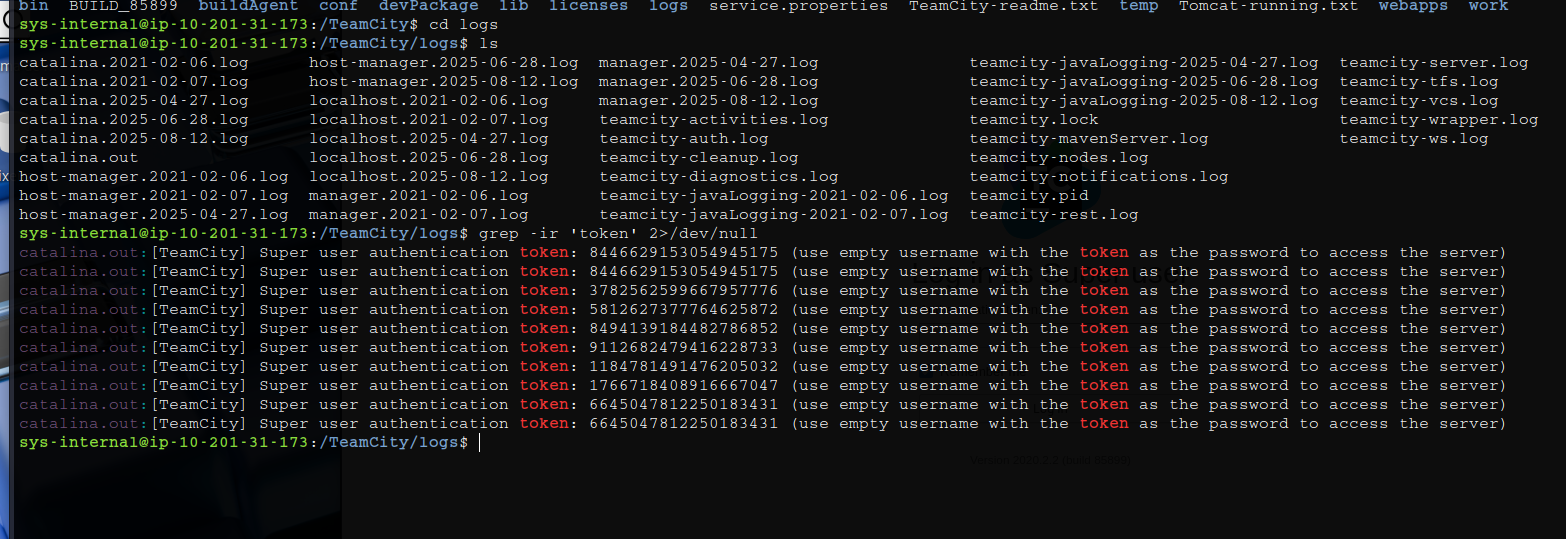 bin BUILD_85899 buildAgent conf devPackage lib licenses logs service.properties TeamCity-readme.txt temp Tomcat-running.txt webapps work
sys-internal@ip-10-201-31-173:/TeamCity$ cd logs
sys-internal@ip-10-201-31-173:/TeamCity/logs$ ls
catalina.2021-02-06.log host-manager.2025-06-28.log manager.2025-04-27.log teamcity-javaLogging-2025-04-27.log teamcity-server.log
catalina.2021-02-07.log host-manager.2025-08-12.log manager.2025-06-28.log teamcity-javaLogging-2025-06-28.log teamcity-tfs.log
catalina.2025-04-27.log localhost.2021-02-06.log manager.2025-08-12.log teamcity-javaLogging-2025-08-12.log teamcity-vcs.log
catalina.2025-06-28.log localhost.2021-02-07.log teamcity-activities.log teamcity.lock teamcity-wrapper.log
catalina.2025-08-12.log localhost.2025-04-27.log teamcity-auth.log teamcity-mavenServer.log teamcity-ws.log
catalina.out localhost.2025-06-28.log teamcity-cleanup.log teamcity-nodes.log
host-manager.2021-02-06.log localhost.2025-08-12.log teamcity-diagnostics.log teamcity-notifications.log
host-manager.2021-02-07.log manager.2021-02-06.log teamcity-javaLogging-2021-02-06.log teamcity.pid
host-manager.2025-04-27.log manager.2021-02-07.log teamcity-javaLogging-2021-02-07.log teamcity-rest.log
sys-internal@ip-10-201-31-173:/TeamCity/logs$ grep -ir 'token' 2>/dev/null
catalina.out:[TeamCity] Super user authentication token: 8446629153054945175 (use empty username with the token as the password to access the server)
catalina.out:[TeamCity] Super user authentication token: 8446629153054945175 (use empty username with the token as the password to access the server)
catalina.out:[TeamCity] Super user authentication token: 3782562599667957776 (use empty username with the token as the password to access the server)
catalina.out:[TeamCity] Super user authentication token: 5812627377764625872 (use empty username with the token as the password to access the server)
catalina.out:[TeamCity] Super user authentication token: 8494139184482786852 (use empty username with the token as the password to access the server)
catalina.out:[TeamCity] Super user authentication token: 9112682479416228733 (use empty username with the token as the password to access the server)
catalina.out:[TeamCity] Super user authentication token: 1184781491476205032 (use empty username with the token as the password to access the server)
catalina.out:[TeamCity] Super user authentication token: 1766718408916667047 (use empty username with the token as the password to access the server)
catalina.out:[TeamCity] Super user authentication token: 6645047812250183431 (use empty username with the token as the password to access the server)
catalina.out:[TeamCity] Super user authentication token: 6645047812250183431 (use empty username with the token as the password to access the server)
sys-internal@ip-10-201-31-173:/TeamCity/logs$